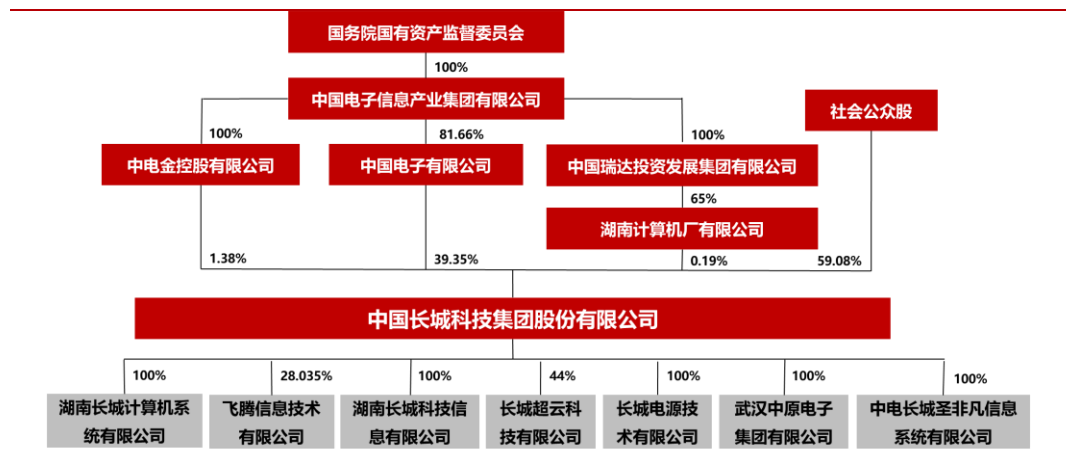 国务院国有资产监督委员会
100%
中国电子信息产业集团有限公司
社会公众股
100%
81.66%
100%
中电金控股有限公司
中国电子有限公司
中国瑞达投资发展集团有限公司
65%
湖南计算机厂有限公司
1.38%
39.35%
0.19%
59.08%
中国长城科技集团股份有限公司
100%
28.035%
100%
44%
100%
100%
100%
湖南长城计算机系
统有限公司
飞腾信息技术
有限公司
湖南长城科技信
息有限公司
长城超云科
技有限公司
长城电源技
术有限公司
武汉中原电子
集团有限公司
中电长城圣非凡信息
系统有限公司